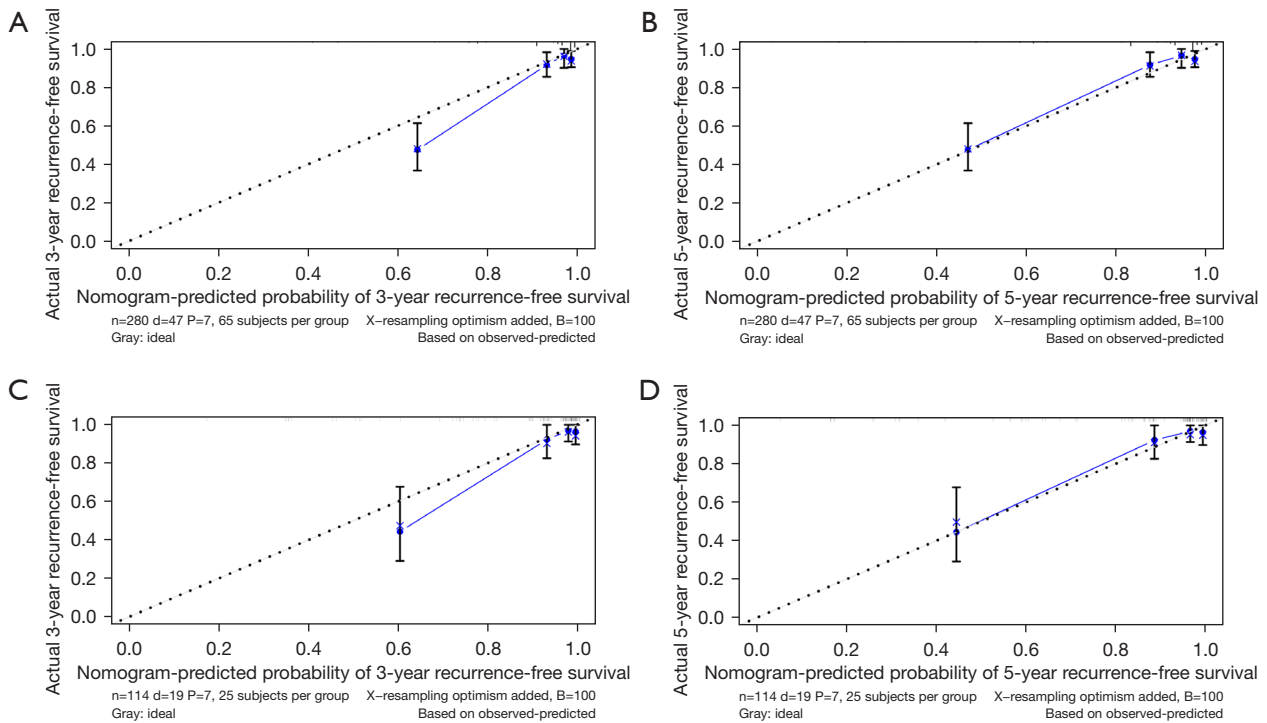 A
Actual 3-year recurrence-free survival
1.0
0.8
0.6
0.4
0.2
0.0
0.0 0.2 0.4 0.6 0.8 1.0
Nomogram-predicted probability of 3-year recurrence-free survival
n=280 d=47 P=7, 65 subjects per group X-resampling optimism added, B=100
Gray: ideal Based on observed-predicted
B
Actual 5-year recurrence-free survival
1.0
0.8
0.6
0.4
0.2
0.0
0.0 0.2 0.4 0.6 0.8 1.0
Nomogram-predicted probability of 5-year recurrence-free survival
n=280 d=47 P=7, 65 subjects per group X-resampling optimism added, B=100
Gray: ideal Based on observed-predicted
C
Actual 3-year recurrence-free survival
1.0
0.8
0.6
0.4
0.2
0.0
0.0 0.2 0.4 0.6 0.8 1.0
Nomogram-predicted probability of 3-year recurrence-free survival
n=114 d=19 P=7, 25 subjects per group X-resampling optimism added, B=100
Gray: ideal Based on observed-predicted
D
Actual 5-year recurrence-free survival
1.0
0.8
0.6
0.4
0.2
0.0
0.0 0.2 0.4 0.6 0.8 1.0
Nomogram-predicted probability of 5-year recurrence-free survival
n=114 d=19 P=7, 25 subjects per group X-resampling optimism added, B=100
Gray: ideal Based on observed-predicted